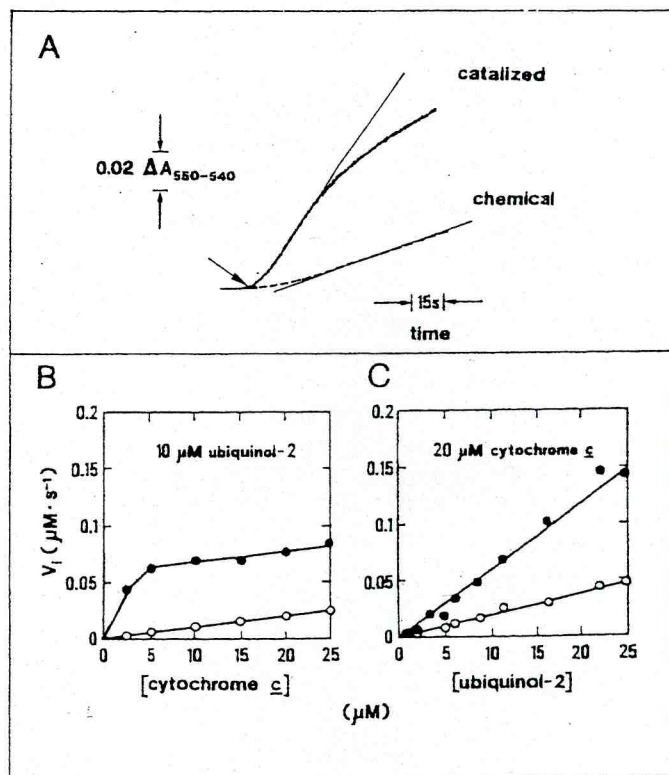 A
catalized
0.02 ΔA550-540
chemical
15s
time
B
C
0.2
10 μM ubiquinol-2
0.15
0.1
0.05
0
0 5 10 15 20 25
[cytochrome c]
V₁ (μM·s⁻¹)
0.2
20 μM cytochrome c
0.15
0.10
0.05
0
0 5 10 15 20 25
[ubiquinol-2]
(μM)